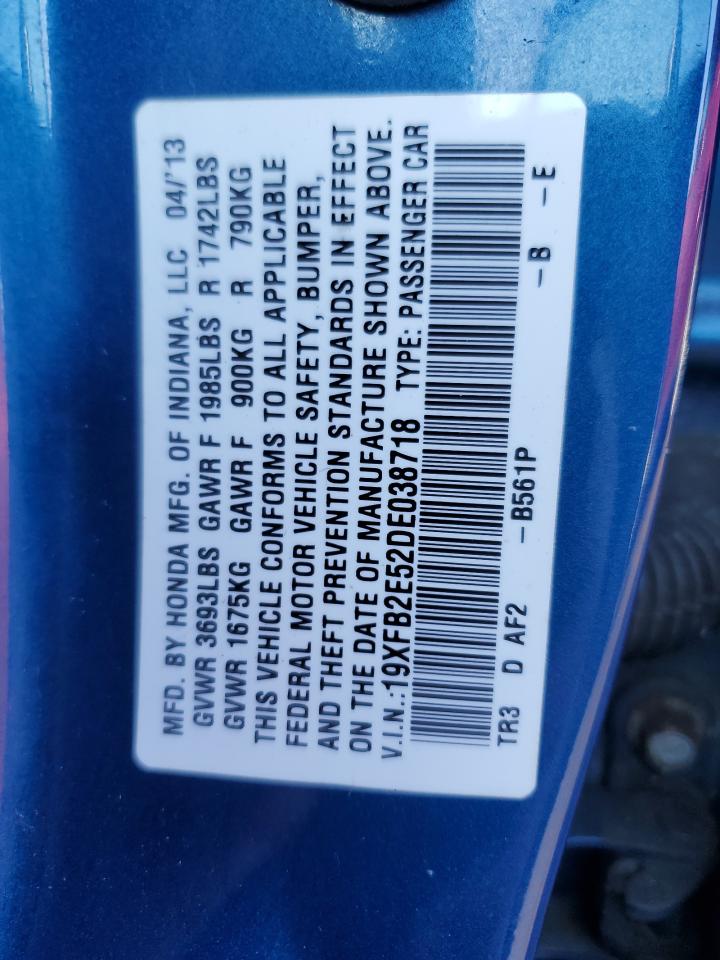 MFD. BY HONDA MFG. OF INDIANA, LLC 04/'13
GVWR 3693LBS GAWR F 1985LBS R 1742LBS
GVWR 1675KG GAWR F 900KG R 790KG
THIS VEHICLE CONFORMS TO ALL APPLICABLE
FEDERAL MOTOR VEHICLE SAFETY, BUMPER,
AND THEFT PREVENTION STANDARDS IN EFFECT
ON THE DATE OF MANUFACTURE SHOWN ABOVE.
V.I.N.:19XFB2E52DE038718 TYPE: PASSENGER CAR
TR3 D AF2 -B561P -B -E